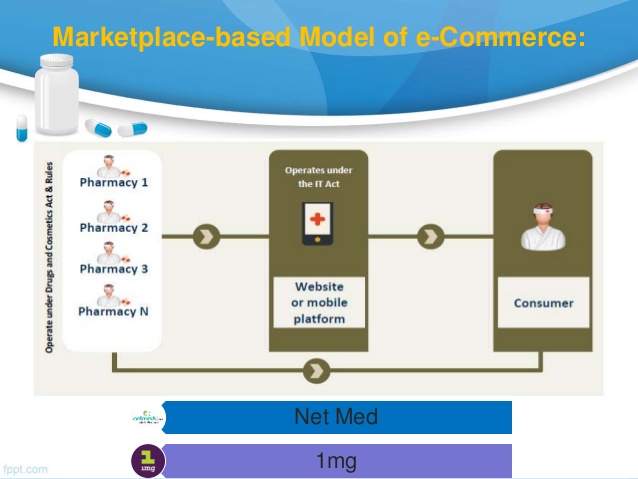 Marketplace-based Model of e-Commerce:
Operate under Drugs and Cosmetics Act & Rules
Pharmacy 1
Pharmacy 2
Pharmacy 3
Pharmacy N
Operates under
the IT Act
Website
or mobile
platform
Consumer
netmeds
Net Med
1
1mg
1mg
fppt.com